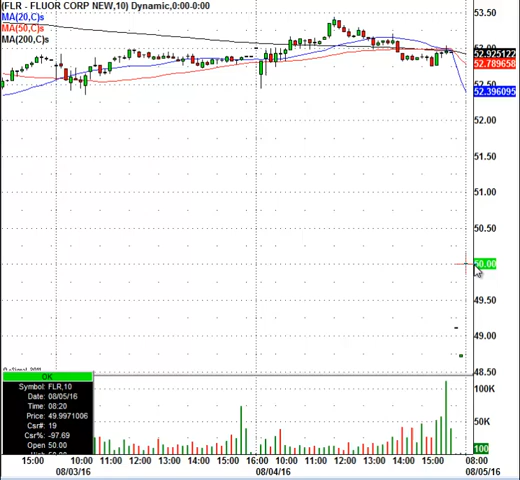 (FLR - FLUOR CORP NEW,10) Dynamic,0:00-0:00
MA(20,C)s
MA(50,C)s
MA(200,C)s
53.50
53.00
52.925122
52.789658
52.50
52.396095
52.00
51.50
51.00
50.50
50.00
49.50
49.00
48.50
OK
Symbol: FLR,10
Date: 08/05/16
Time: 08:20
Price: 49.9971006
Csr#: 19
Csr%: -97.69
Open 50.00
100K
50K
100
15:00 10:00 11:00 12:00 13:00 14:00 15:00 16:00 10:00 11:00 12:00 13:00 14:00 15:00 08:00
08/03/16 08/04/16 08/05/16